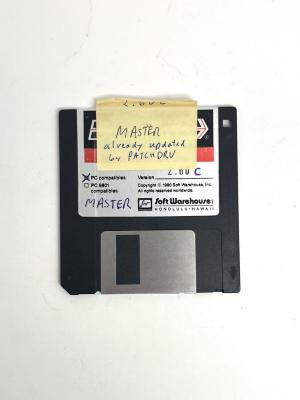 2.00C
MASTER
already updated
by PATCHDRV
PC compatibles
Version 2.00 C
PC 9801
compatibles
Copyright © 1990 Soft Warehouse, Inc.
All rights reserved worldwide.
MASTER
Soft Warehouse
HONOLULU • HAWAII